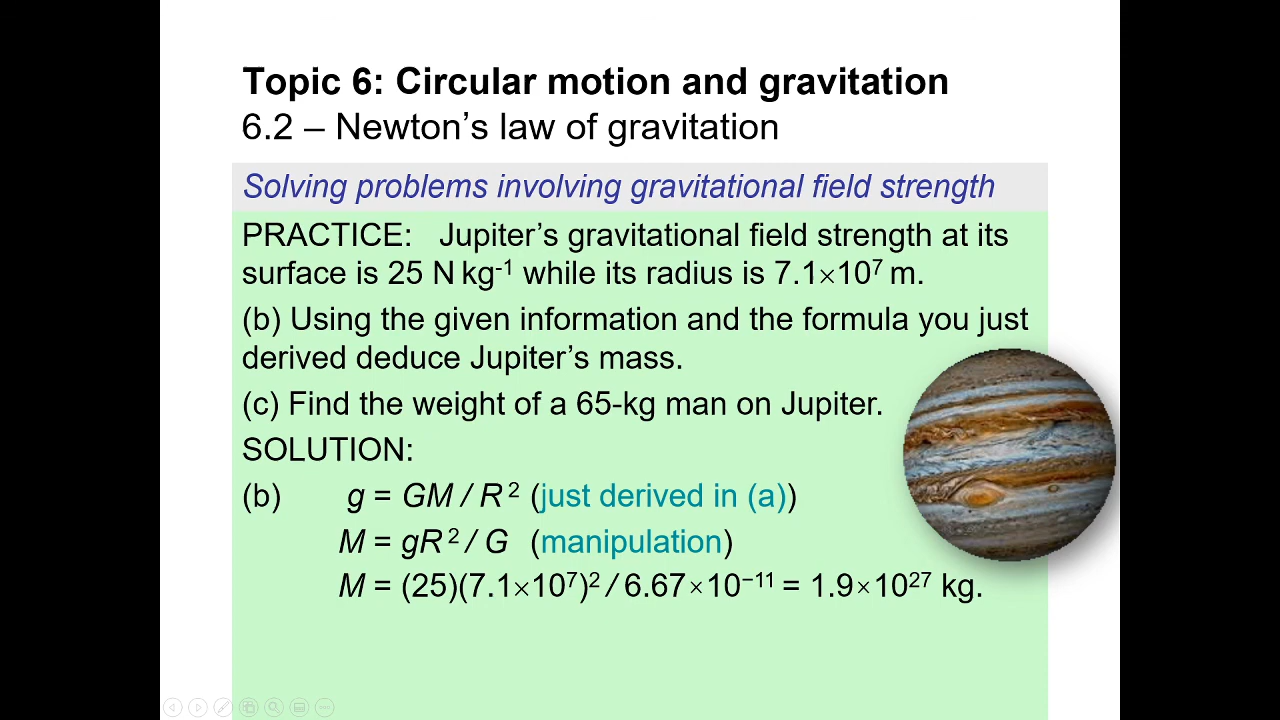 Topic 6: Circular motion and gravitation
6.2 – Newton’s law of gravitation
Solving problems involving gravitational field strength
PRACTICE: Jupiter’s gravitational field strength at its
surface is 25 N kg⁻¹ while its radius is 7.1×10⁷ m.
(b) Using the given information and the formula you just
derived deduce Jupiter’s mass.
(c) Find the weight of a 65-kg man on Jupiter.
SOLUTION:
(b) g = GM / R² (just derived in (a))
M = gR² / G (manipulation)
M = (25)(7.1×10⁷)² / 6.67×10⁻¹¹ = 1.9×10²⁷ kg.